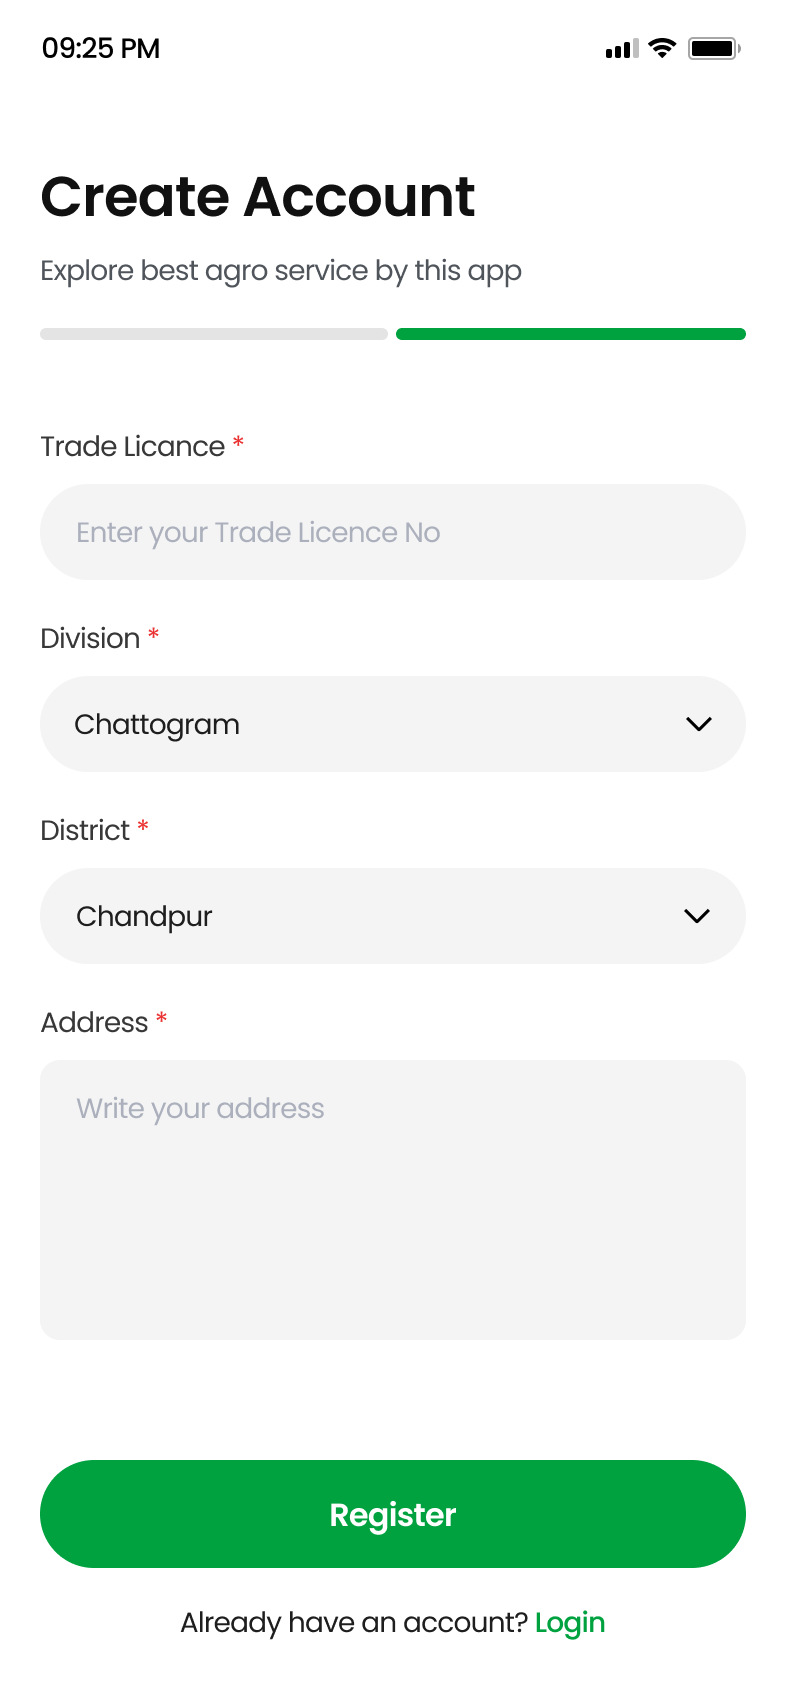 09:25 PM
Create Account
Explore best agro service by this app
Trade Licance *
Enter your Trade Licence No
Division *
Chattogram
District *
Chandpur
Address *
Write your address
Register
Already have an account? Login